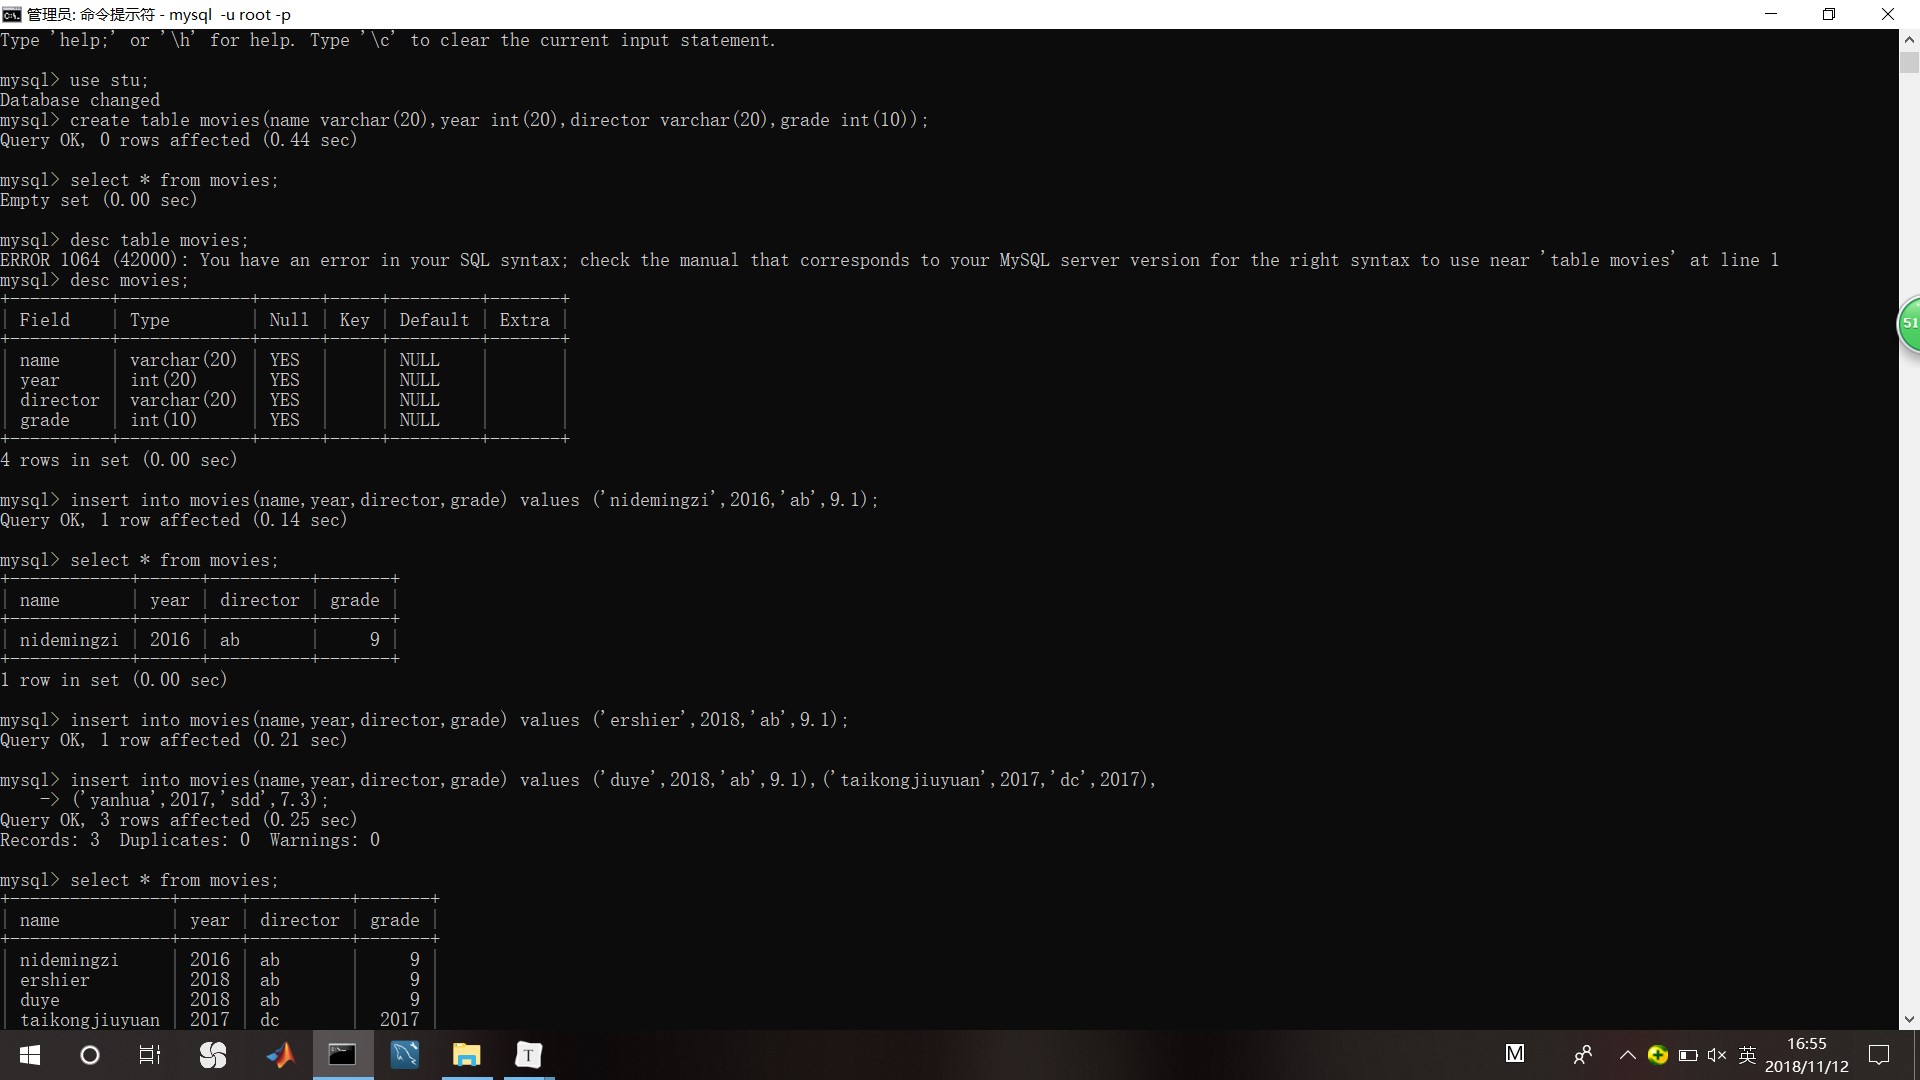 管理员: 命令提示符 - mysql  -u root -p
Type 'help;' or '\h' for help. Type '\c' to clear the current input statement.
mysql> use stu;
Database changed
mysql> create table movies(name varchar(20),year int(20),director varchar(20),grade int(10));
Query OK, 0 rows affected (0.44 sec)
mysql> select * from movies;
Empty set (0.00 sec)
mysql> desc table movies;
ERROR 1064 (42000): You have an error in your SQL syntax; check the manual that corresponds to your MySQL server version for the right syntax to use near 'table movies' at line 1
mysql> desc movies;
+----------+-------------+------+-----+---------+-------+
| Field    | Type        | Null | Key | Default | Extra |
+----------+-------------+------+-----+---------+-------+
| name     | varchar(20) | YES  |     | NULL    |       |
| year     | int(20)     | YES  |     | NULL    |       |
| director | varchar(20) | YES  |     | NULL    |       |
| grade    | int(10)     | YES  |     | NULL    |       |
+----------+-------------+------+-----+---------+-------+
4 rows in set (0.00 sec)
mysql> insert into movies(name,year,director,grade) values ('nidemingzi',2016,'ab',9.1);
Query OK, 1 row affected (0.14 sec)
mysql> select * from movies;
+------------+------+----------+-------+
| name       | year | director | grade |
+------------+------+----------+-------+
| nidemingzi | 2016 | ab       |     9 |
+------------+------+----------+-------+
1 row in set (0.00 sec)
mysql> insert into movies(name,year,director,grade) values ('ershier',2018,'ab',9.1);
Query OK, 1 row affected (0.21 sec)
mysql> insert into movies(name,year,director,grade) values ('duye',2018,'ab',9.1),('taikongjiuyuan',2017,'dc',2017),
    -> ('yanhua',2017,'sdd',7.3);
Query OK, 3 rows affected (0.25 sec)
Records: 3  Duplicates: 0  Warnings: 0
mysql> select * from movies;
+----------------+------+----------+-------+
| name           | year | director | grade |
+----------------+------+----------+-------+
| nidemingzi     | 2016 | ab       |     9 |
| ershier        | 2018 | ab       |     9 |
| duye           | 2018 | ab       |     9 |
| taikongjiuyuan | 2017 | dc       |  2017 |
51
T
M
英
16:55
2018/11/12